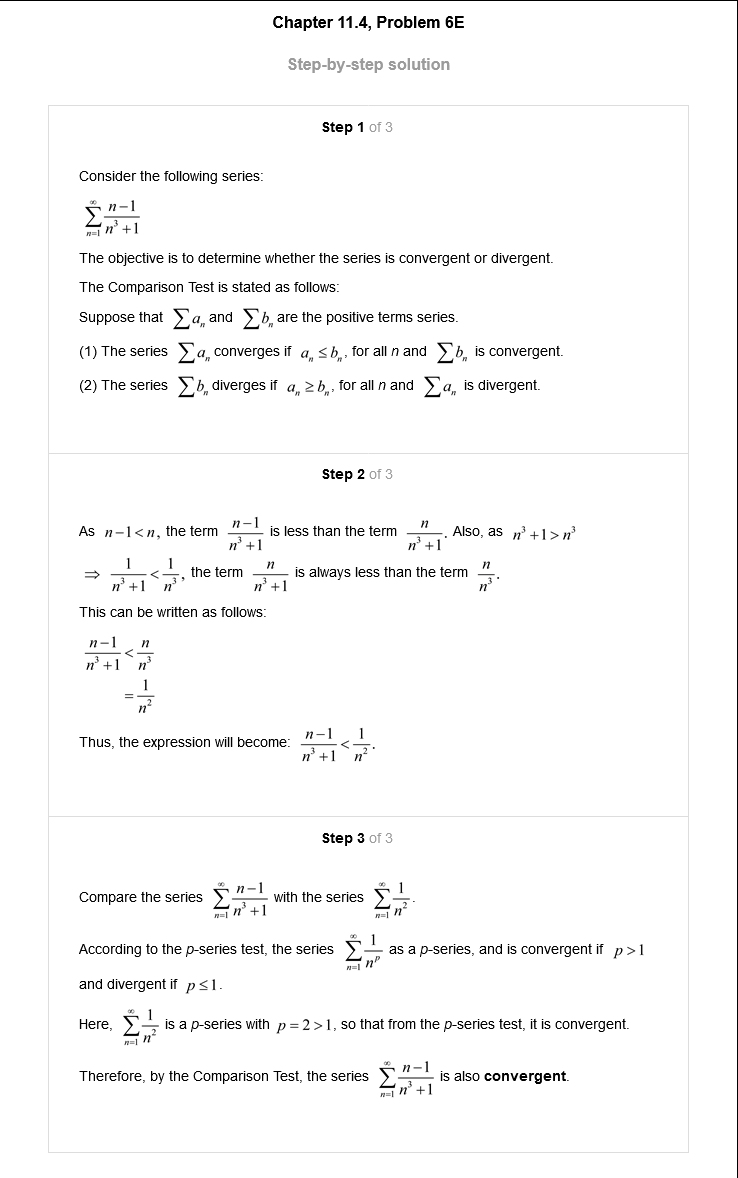 Chapter 11.4, Problem 6E
Step-by-step solution
Step 1 of 3
Consider the following series:
$\sum_{n=1}^{\infty} \frac{n-1}{n^3+1}$
The objective is to determine whether the series is convergent or divergent.
The Comparison Test is stated as follows:
Suppose that $\sum a_n$ and $\sum b_n$ are the positive terms series.
(1) The series $\sum a_n$ converges if $a_n \le b_n$, for all n and $\sum b_n$ is convergent.
(2) The series $\sum b_n$ diverges if $a_n \ge b_n$, for all n and $\sum a_n$ is divergent.
Step 2 of 3
As $n-1<n$, the term $\frac{n-1}{n^3+1}$ is less than the term $\frac{n}{n^3+1}$. Also, as $n^3+1>n^3$
$\Rightarrow \frac{1}{n^3+1}<\frac{1}{n^3}$, the term $\frac{n}{n^3+1}$ is always less than the term $\frac{n}{n^3}$.
This can be written as follows:
$\frac{n-1}{n^3+1}<\frac{n}{n^3}$
$=\frac{1}{n^2}$
Thus, the expression will become: $\frac{n-1}{n^3+1}<\frac{1}{n^2}$.
Step 3 of 3
Compare the series $\sum_{n=1}^{\infty} \frac{n-1}{n^3+1}$ with the series $\sum_{n=1}^{\infty} \frac{1}{n^2}$.
According to the p-series test, the series $\sum_{n=1}^{\infty} \frac{1}{n^p}$ as a p-series, and is convergent if $p>1$
and divergent if $p \le 1$.
Here, $\sum_{n=1}^{\infty} \frac{1}{n^2}$ is a p-series with $p=2>1$, so that from the p-series test, it is convergent.
Therefore, by the Comparison Test, the series $\sum_{n=1}^{\infty} \frac{n-1}{n^3+1}$ is also convergent.